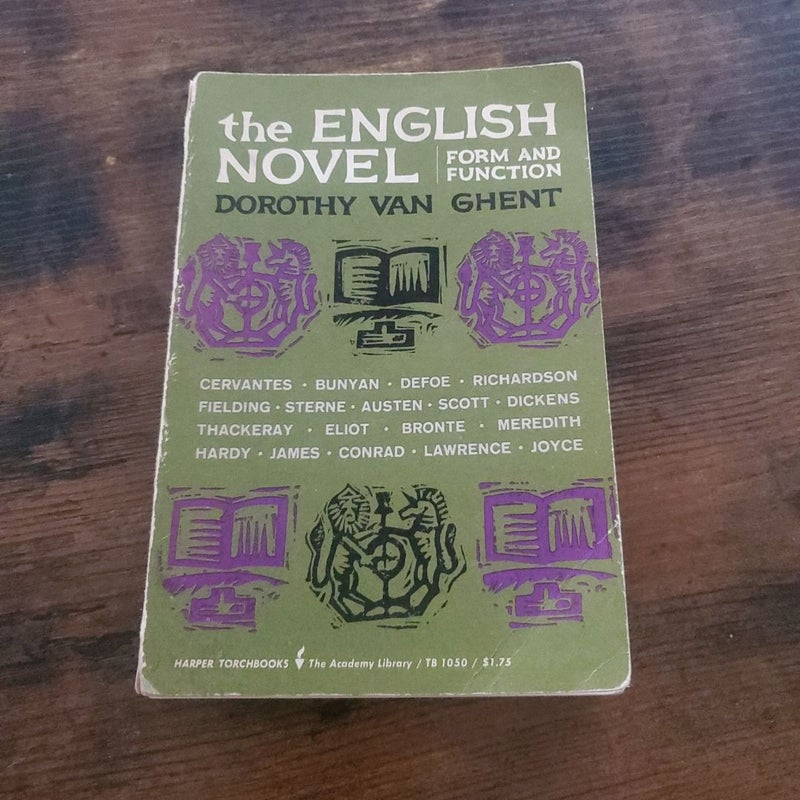 the ENGLISH
NOVEL FORM AND
FUNCTION
DOROTHY VAN GHENT
CERVANTES · BUNYAN · DEFOE · RICHARDSON
FIELDING · STERNE · AUSTEN · SCOTT · DICKENS
THACKERAY · ELIOT · BRONTE · MEREDITH
HARDY · JAMES · CONRAD · LAWRENCE · JOYCE
HARPER TORCHBOOKS The Academy Library / TB 1050 / $1.75